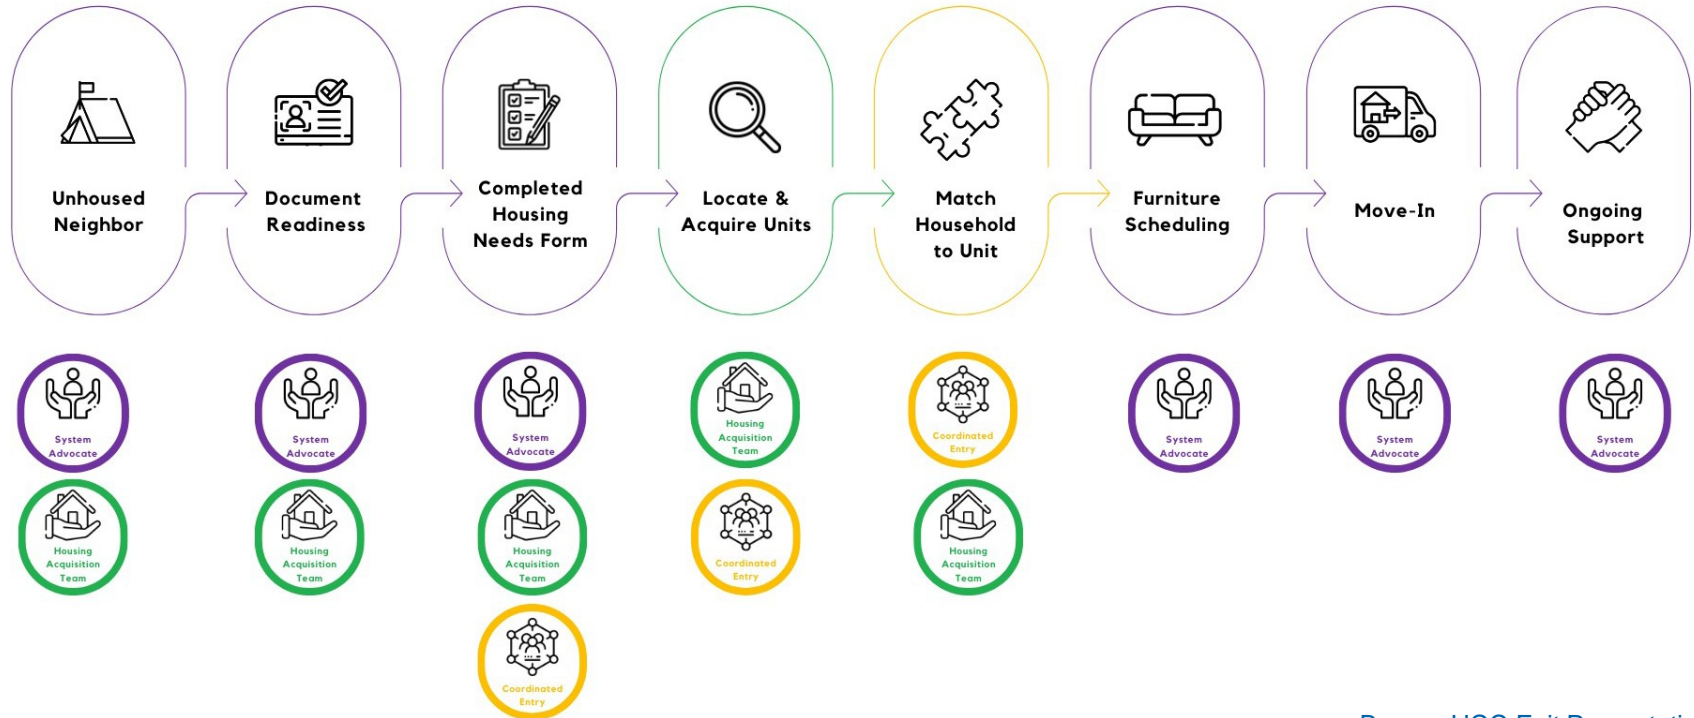 Unhoused
Neighbor
Document
Readiness
Completed
Housing
Needs Form
Locate &
Acquire Units
Match
Household
to Unit
Furniture
Scheduling
Move-In
Ongoing
Support
System
Advocate
System
Advocate
System
Advocate
Housing
Acquisition
Team
Coordinated
Entry
System
Advocate
System
Advocate
System
Advocate
Housing
Acquisition
Team
Housing
Acquisition
Team
Housing
Acquisition
Team
Coordinated
Entry
Housing
Acquisition
Team
Coordinated
Entry